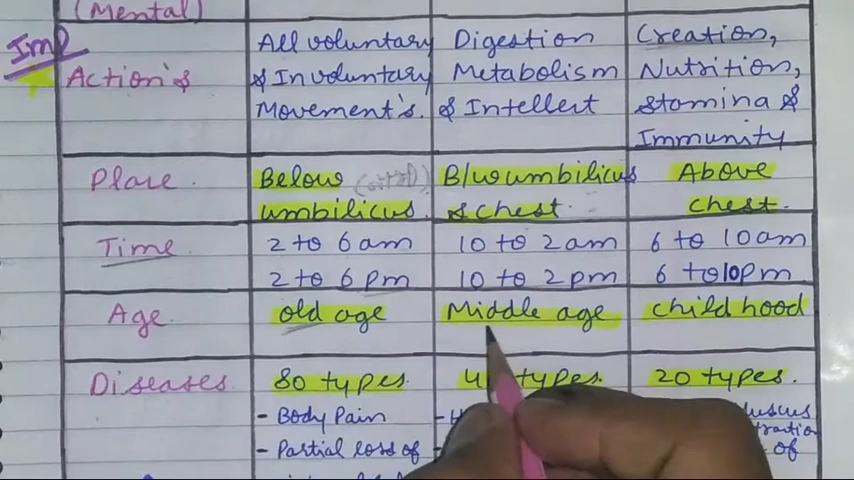 (Mental)
Imp
Action's
All voluntary
& Involuntary
Movement's.
Digestion
Metabolism
& Intellert
Creation,
Nutrition,
Stamina &
Immunity
Place
Below
umbilicus.
B/w umbilicus
& chest.
Above
chest.
Time
2 to 6 am
2 to 6 pm
10 to 2 am
10 to 2 pm
6 to 10 am
6 to 10 pm
Age
old age
Middle age
child hood
Diseases
80 types.
types.
20 types.
- Body Pain
- Partial loss of
of